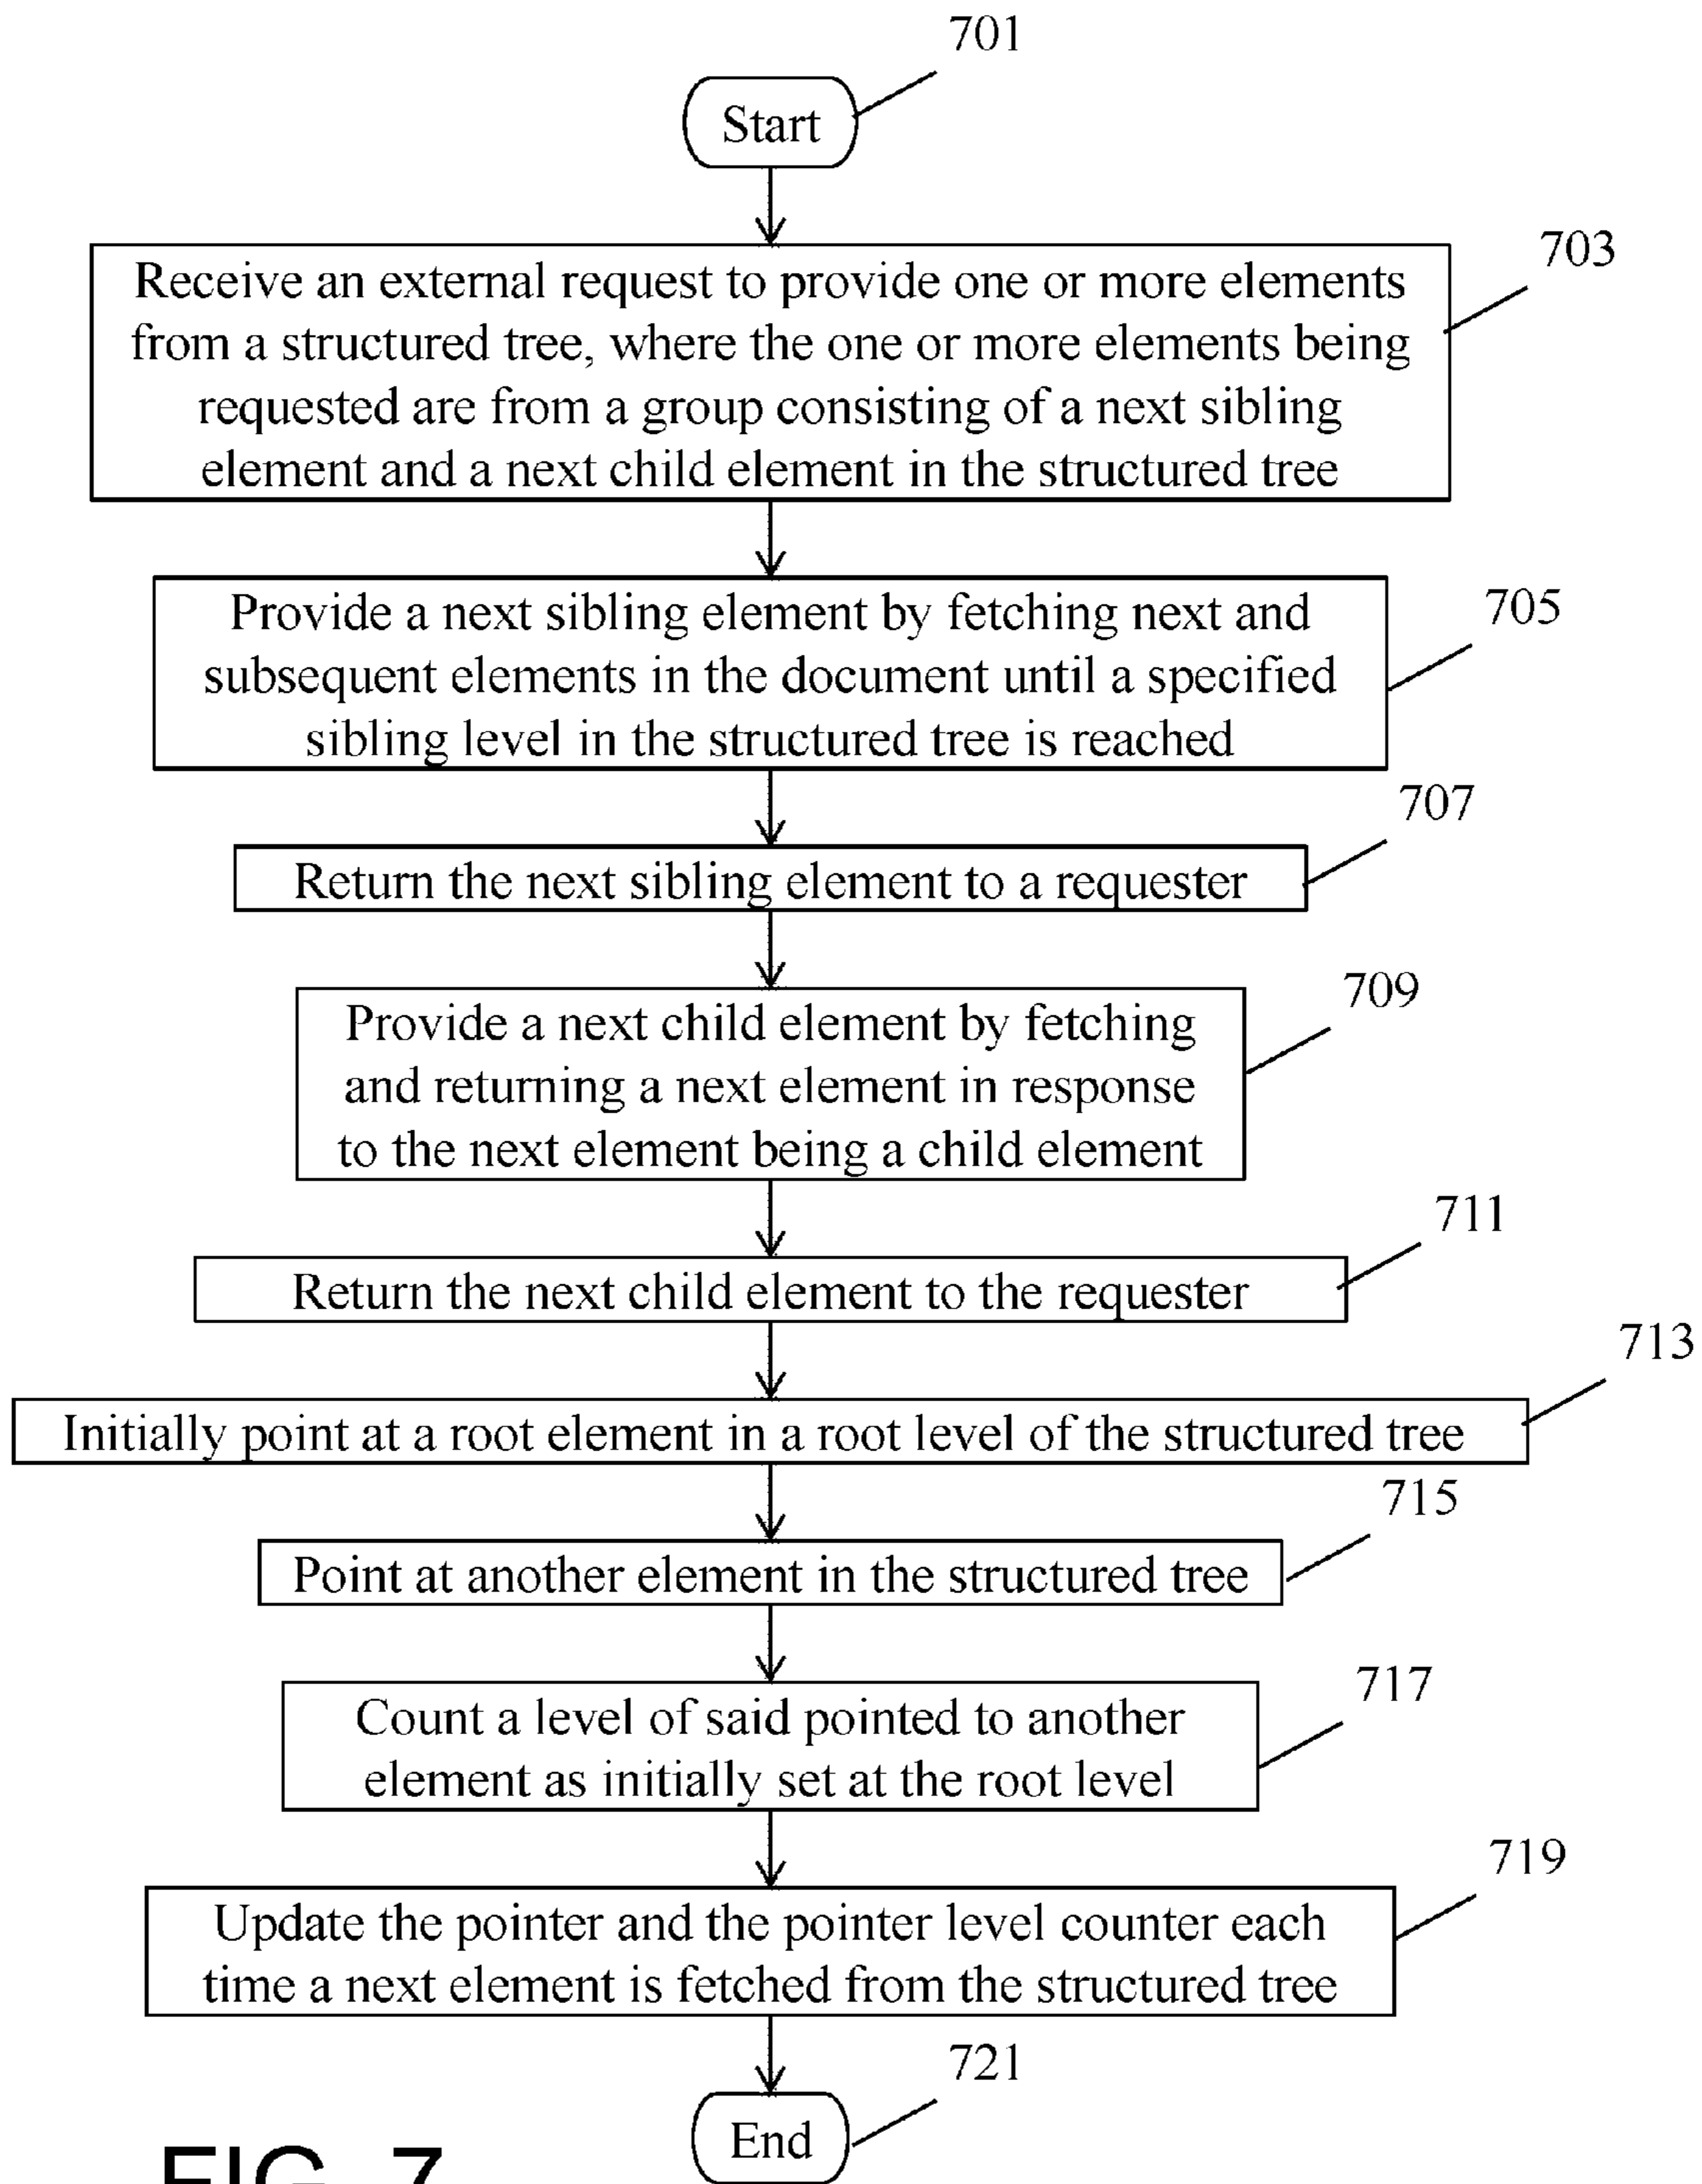 701
Start
703
Receive an external request to provide one or more elements
from a structured tree, where the one or more elements being
requested are from a group consisting of a next sibling
element and a next child element in the structured tree
705
Provide a next sibling element by fetching next and
subsequent elements in the document until a specified
sibling level in the structured tree is reached
707
Return the next sibling element to a requester
709
Provide a next child element by fetching
and returning a next element in response
to the next element being a child element
711
Return the next child element to the requester
713
Initially point at a root element in a root level of the structured tree
715
Point at another element in the structured tree
717
Count a level of said pointed to another
element as initially set at the root level
719
Update the pointer and the pointer level counter each
time a next element is fetched from the structured tree
721
End
FIG. 7